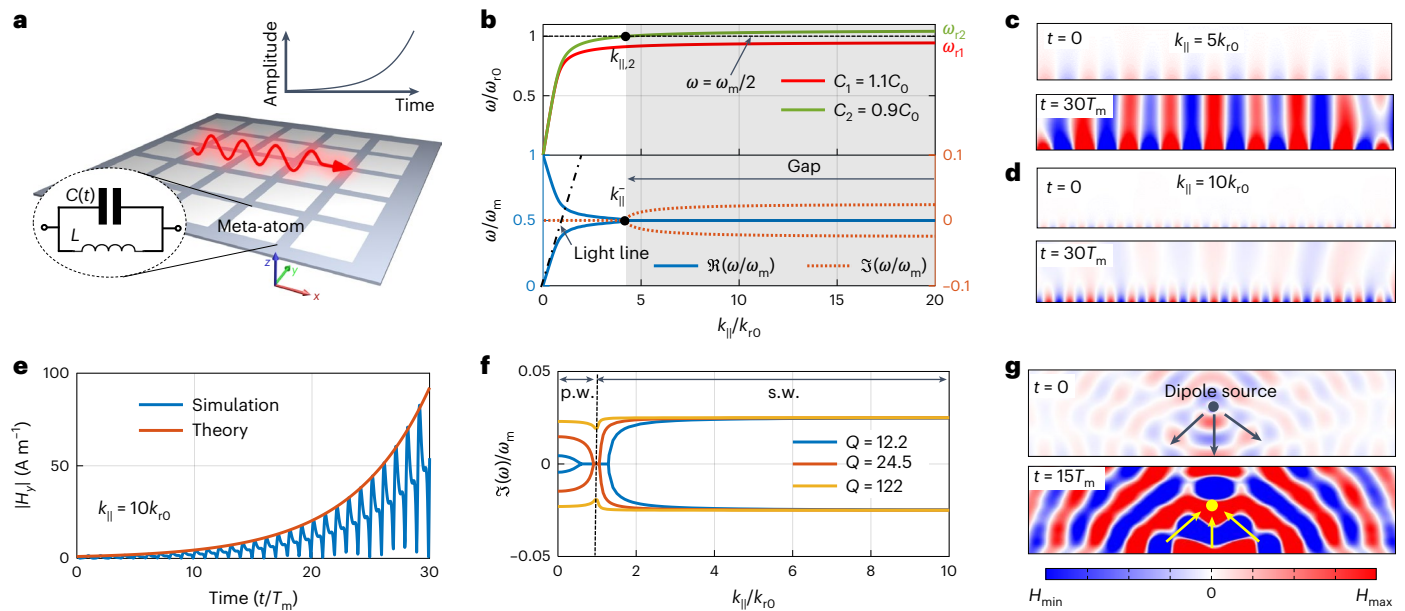 a
Amplitude
Time
C(t)
L
Meta-atom
z
y
x
b
ω/ω_r0
1
0.5
k_||,2
ω = ω_m/2
C_1 = 1.1C_0
C_2 = 0.9C_0
ω_r2
ω_r1
ω/ω_m
1
0.5
0
k_||^-
Gap
Light line
ℜ(ω/ω_m)
ℑ(ω/ω_m)
0.1
0
−0.1
0
5
10
15
20
k_||/k_r0
c
t = 0
k_|| = 5k_r0
t = 30T_m
d
t = 0
k_|| = 10k_r0
t = 30T_m
e
|H_y| (A m⁻¹)
100
50
0
Simulation
Theory
k_|| = 10k_r0
0
10
20
30
Time (t/T_m)
f
ℑ(ω)/ω_m
0.05
0
−0.05
p.w.
s.w.
Q = 12.2
Q = 24.5
Q = 122
0
2
4
6
8
10
k_||/k_r0
g
t = 0
Dipole source
t = 15T_m
H_min
0
H_max